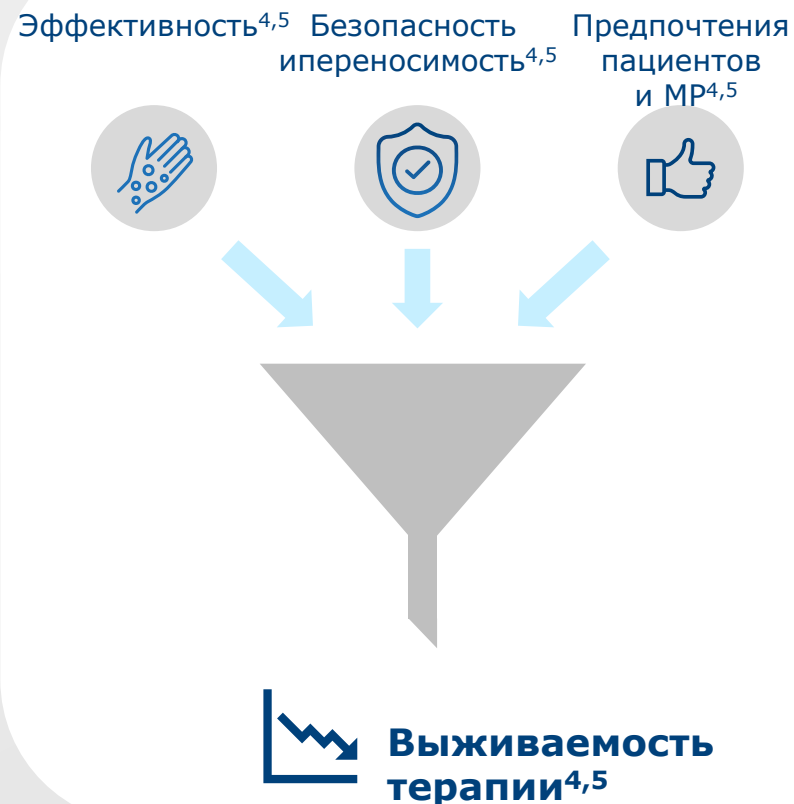 Эффективность⁴,⁵
Безопасность
ипереносимость⁴,⁵
Предпочтения
пациентов
и МР⁴,⁵
Выживаемость
терапии⁴,⁵